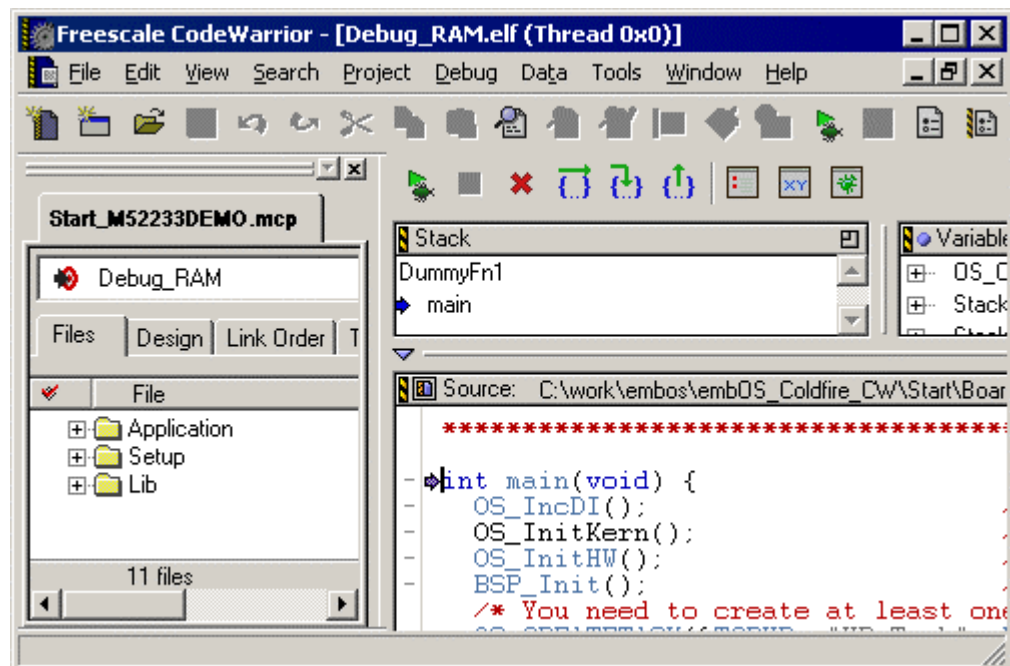 Freescale CodeWarrior - [Debug_RAM.elf (Thread 0x0)]
File Edit View Search Project Debug Data Tools Window Help
Start_M52233DEMO.mcp
Debug_RAM
Files Design Link Order T
File
Application
Setup
Lib
11 files
Stack
DummyFn1
main
Variable
OS_C
Stack
Source: C:\work\embos\embOS_Coldfire_CW\Start\Boar
***********************************
int main(void) {
OS_IncDI(); /
OS_InitKern(); /
OS_InitHW(); /
BSP_Init(); /
/* You need to create at least one